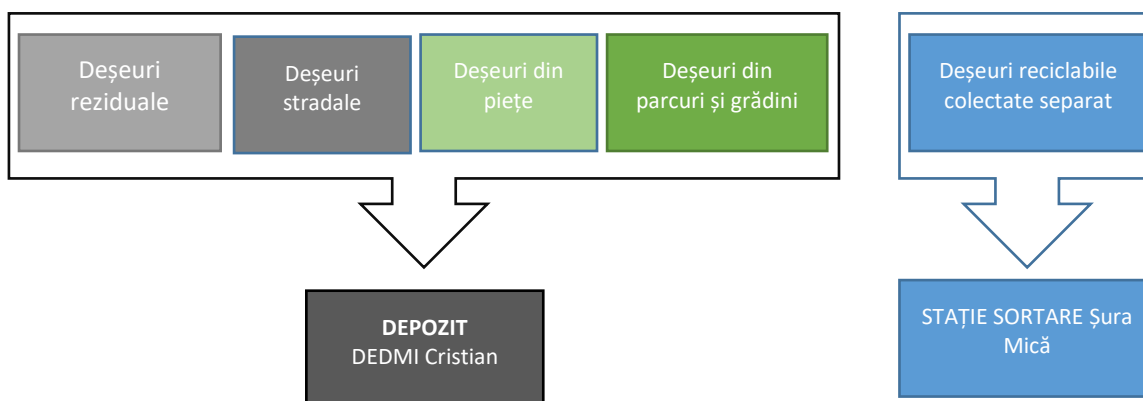 Deșeuri
reziduale
Deșeuri
stradale
Deșeuri din
piețe
Deșeuri din
parcuri și grădini
Deșeuri reciclabile
colectate separat
DEPOZIT
DEDMI Cristian
STAȚIE SORTARE Șura
Mică